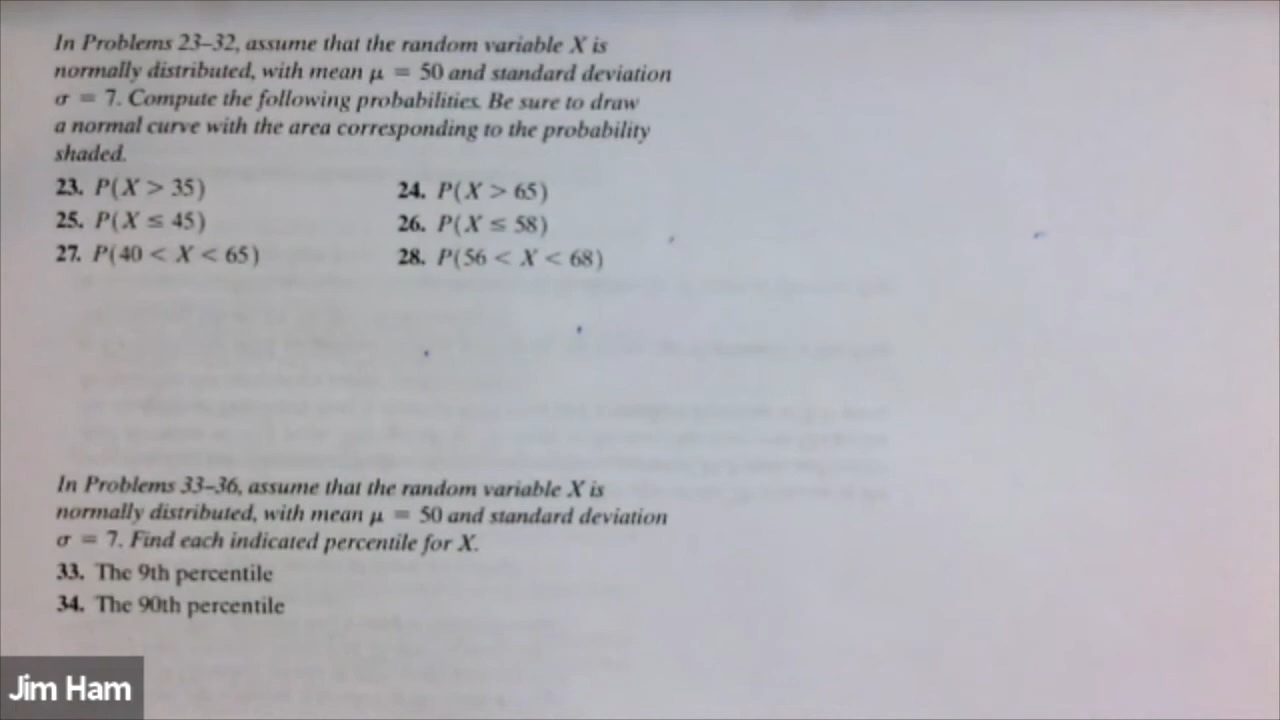 In Problems 23–32, assume that the random variable X is
normally distributed, with mean μ = 50 and standard deviation
σ = 7. Compute the following probabilities. Be sure to draw
a normal curve with the area corresponding to the probability
shaded.
23. P(X > 35) 24. P(X > 65)
25. P(X ≤ 45) 26. P(X ≤ 58)
27. P(40 < X < 65) 28. P(56 < X < 68)
In Problems 33–36, assume that the random variable X is
normally distributed, with mean μ = 50 and standard deviation
σ = 7. Find each indicated percentile for X.
33. The 9th percentile
34. The 90th percentile
Jim Ham